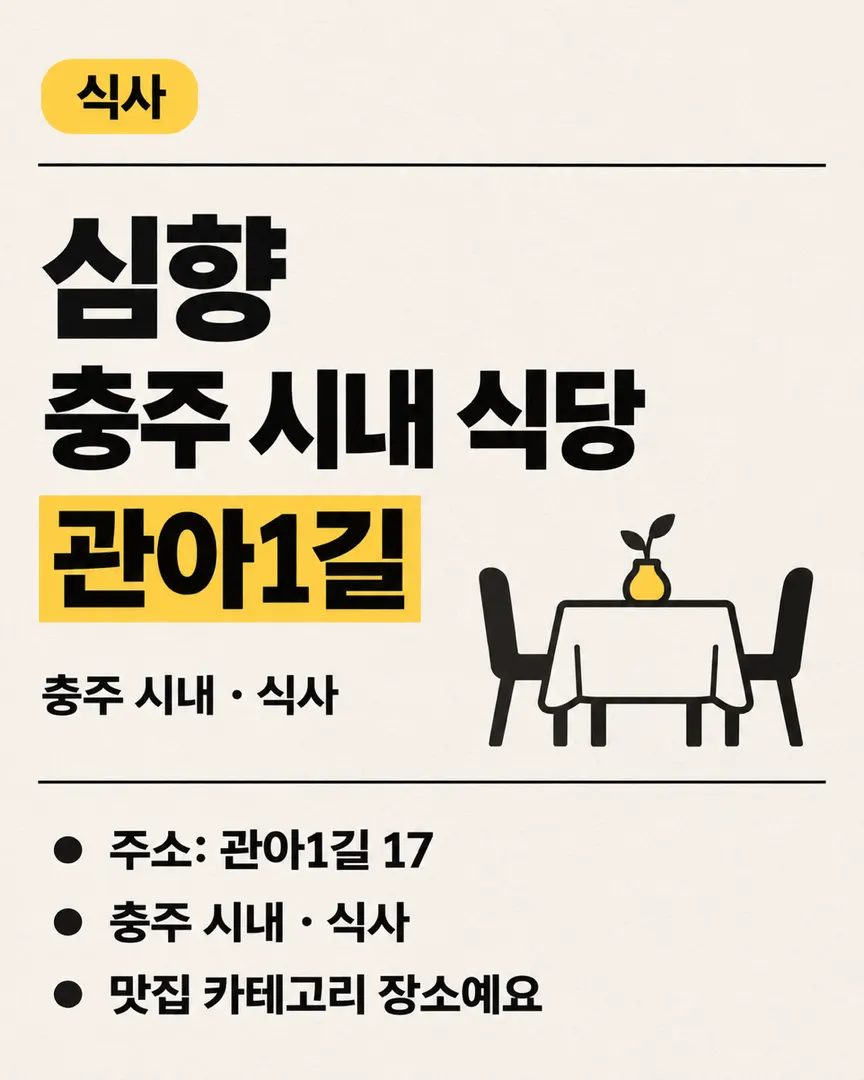 식사
심향
충주 시내 식당
관아1길
충주 시내 · 식사
주소: 관아1길 17
충주 시내 · 식사
맛집 카테고리 장소예요